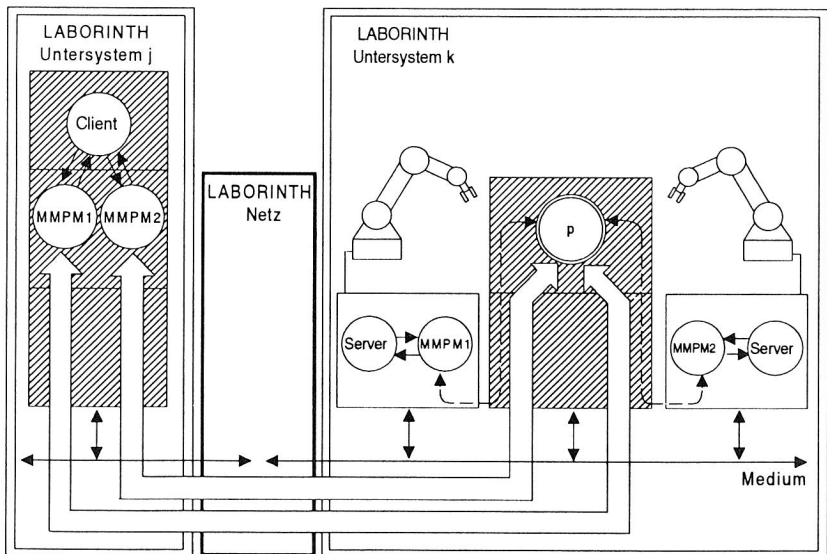 LABORINTH
Untersystem j
Client
MMPM1
MMPM2
LABORINTH
Netz
LABORINTH
Untersystem k
p
Server
MMPM1
MMPM2
Server
Medium